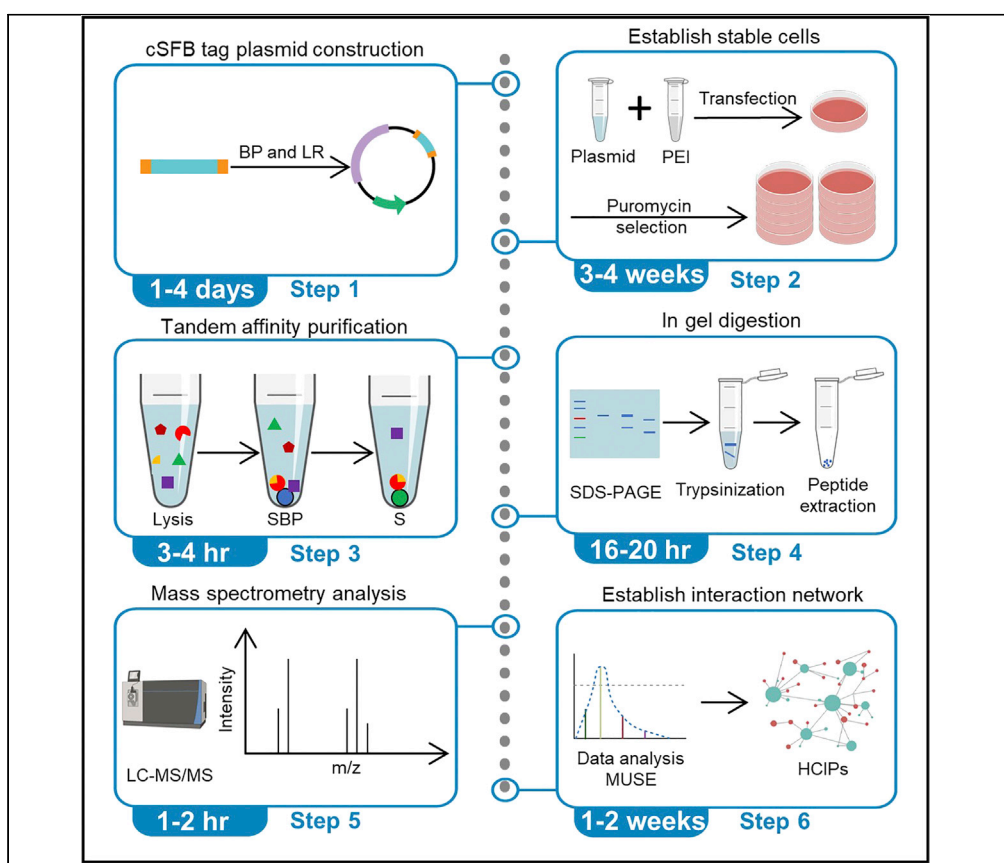 cSFB tag plasmid construction
BP and LR
1-4 days
Step 1
Establish stable cells
Transfection
Plasmid
PEI
Puromycin
selection
3-4 weeks
Step 2
Tandem affinity purification
Lysis
SBP
S
3-4 hr
Step 3
In gel digestion
SDS-PAGE
Trypsinization
Peptide
extraction
16-20 hr
Step 4
Mass spectrometry analysis
Intensity
m/z
LC-MS/MS
1-2 hr
Step 5
Establish interaction network
Data analysis
MUSE
HCIPs
1-2 weeks
Step 6